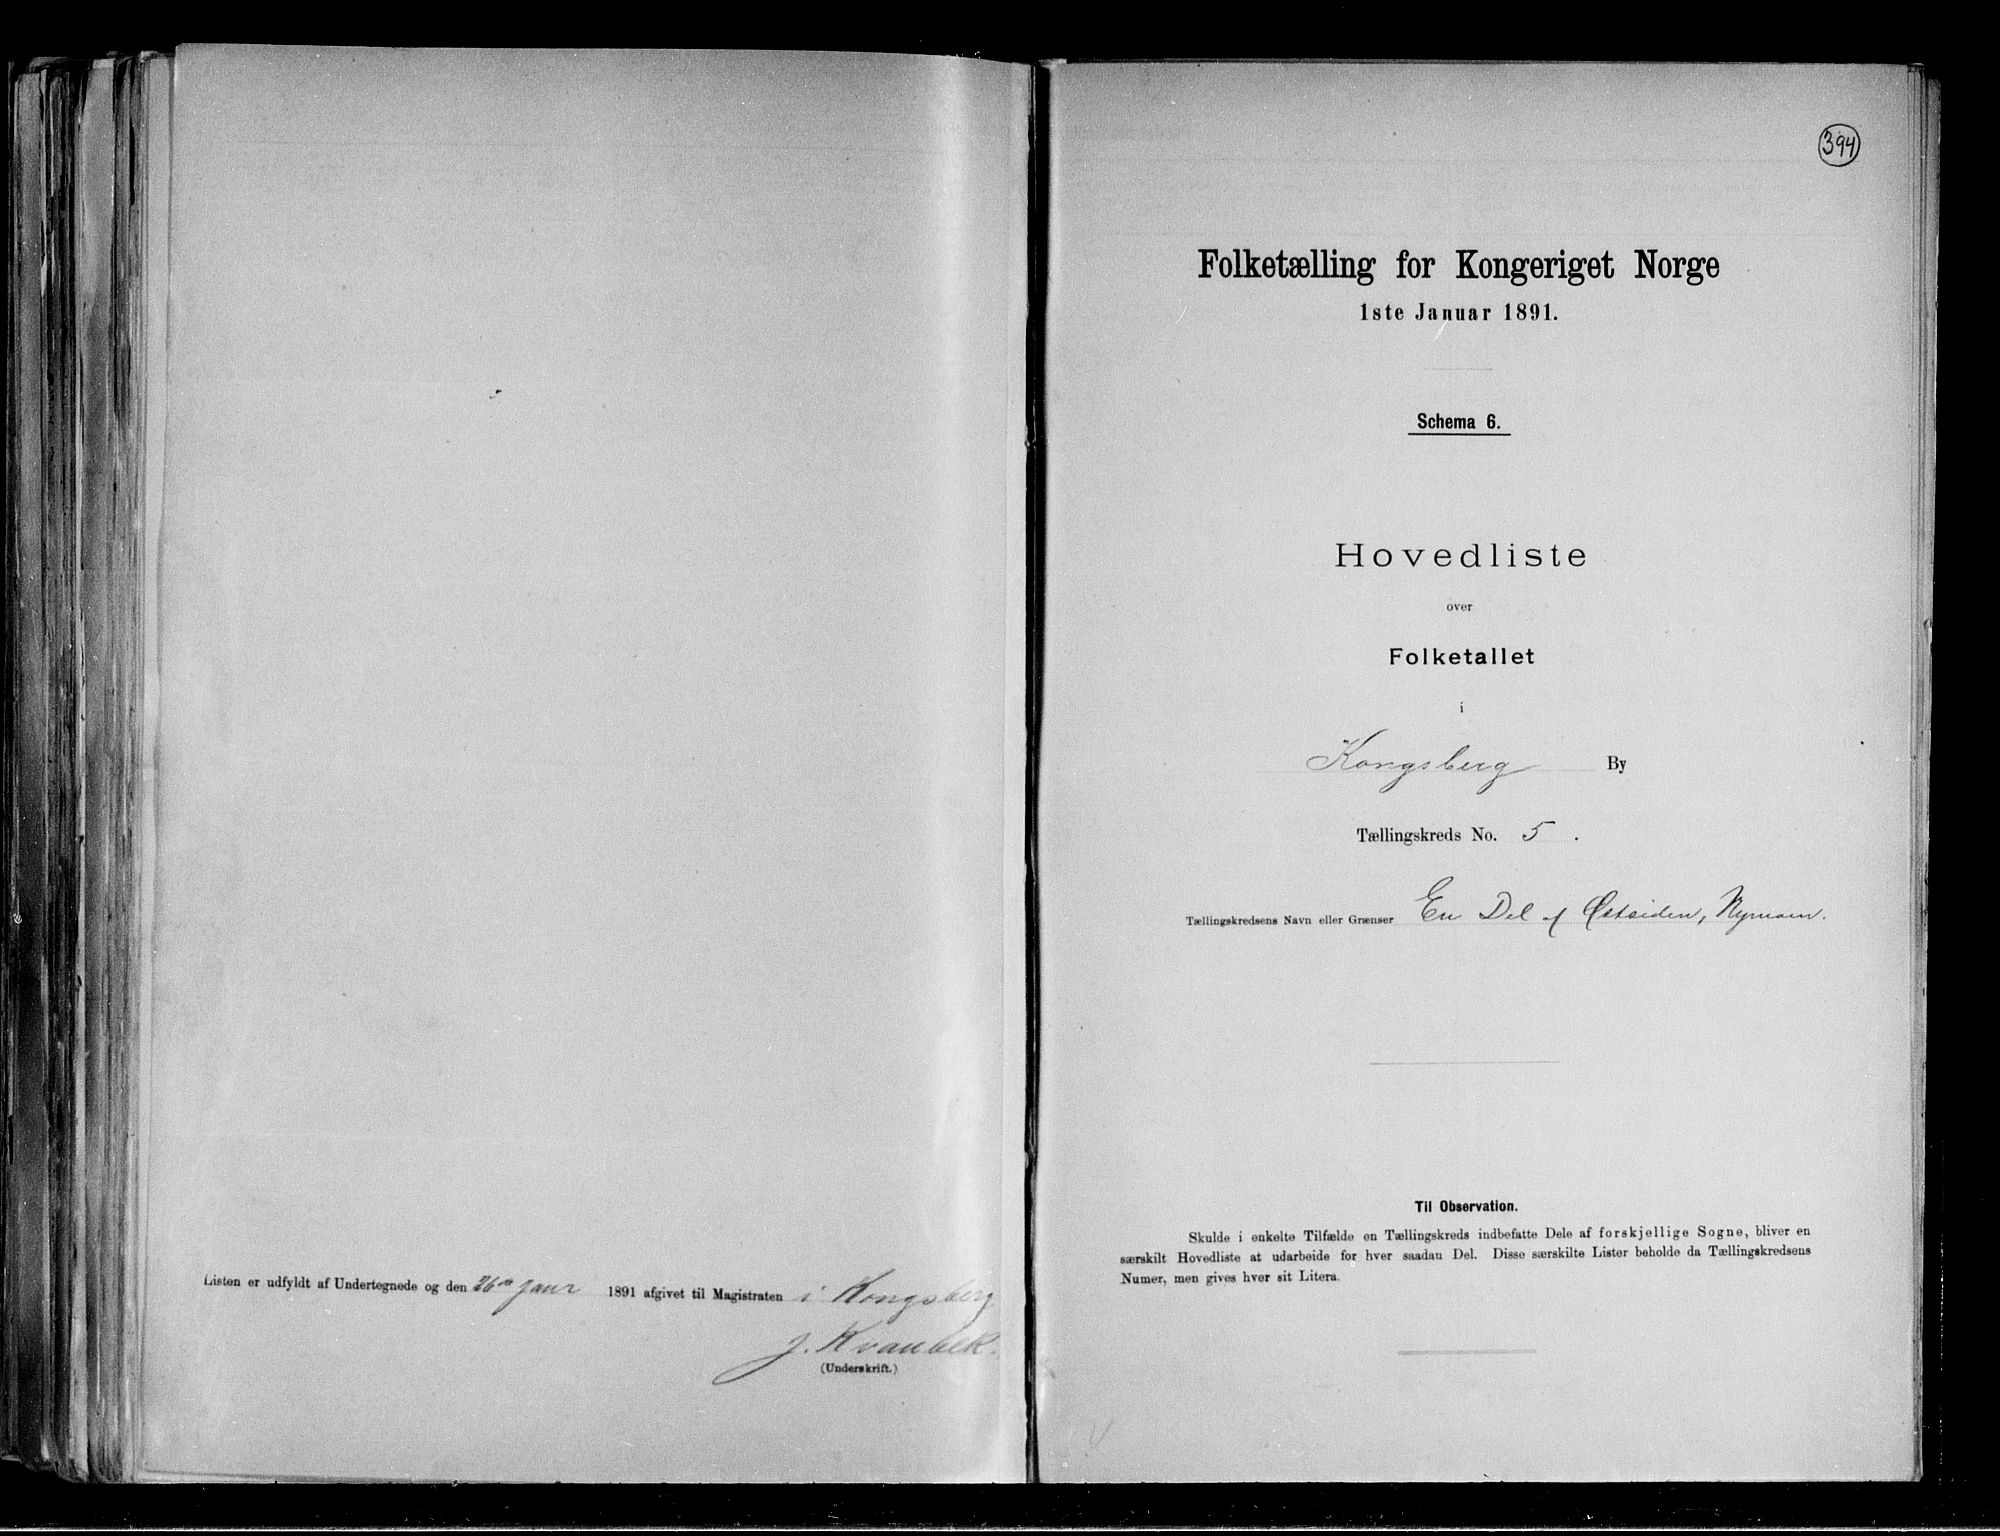 Listen er udfyldt af Undertegnede og den 26de Januar 1891 afgivet til Magistraten i Kongsberg
J. Kvanbek.
(Underskrift.)
394
Folketælling for Kongeriget Norge
1ste Januar 1891.
Schema 6.
Hovedliste
over
Folketallet
i
Kongsberg By
Tællingskreds No. 5.
Tællingskredsens Navn eller Grænser En Del af Østsiden, Nymoen.
Til Observation.
Skulde i enkelte Tilfælde en Tællingskreds indbefatte Dele af forskjellige Sogne, bliver en
særskilt Hovedliste at udarbeide for hver saadan Del. Disse særskilte Lister beholde da Tællingskredsens
Numer, men gives hver sit Litera.